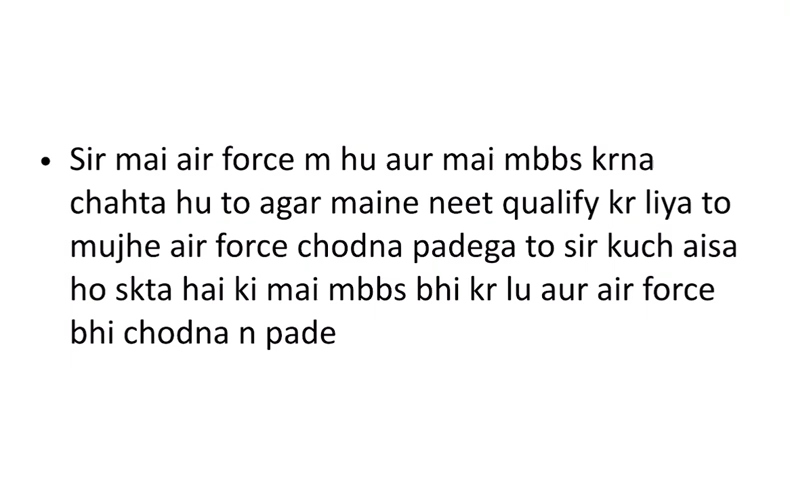 • Sir mai air force m hu aur mai mbbs krna
chahta hu to agar maine neet qualify kr liya to
mujhe air force chodna padega to sir kuch aisa
ho skta hai ki mai mbbs bhi kr lu aur air force
bhi chodna n pade